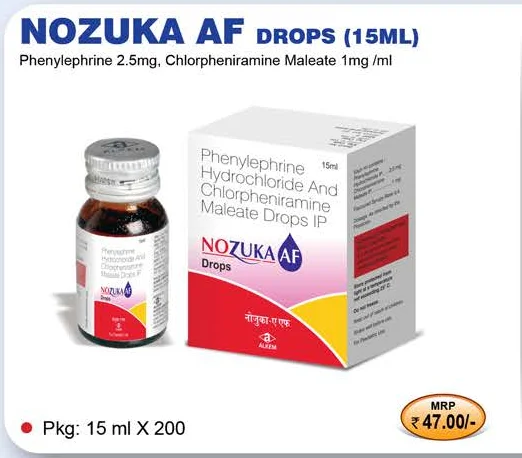 NOZUKA AF DROPS (15ML)
Phenylephrine 2.5mg, Chlorpheniramine Maleate 1mg /ml
Phenylephrine
Hydrochloride And
Chlorpheniramine
Maleate Drops IP
15ml
NOZUKA AF
Drops
नोजुका-ए एफ
ALKEM
ALKEM
Phenylephrine
Hydrochloride And
Chlorpheniramine
Maleate Drops IP
NOZUKA AF
Drops
ALKEM
Pkg: 15 ml X 200
MRP
₹ 47.00/-